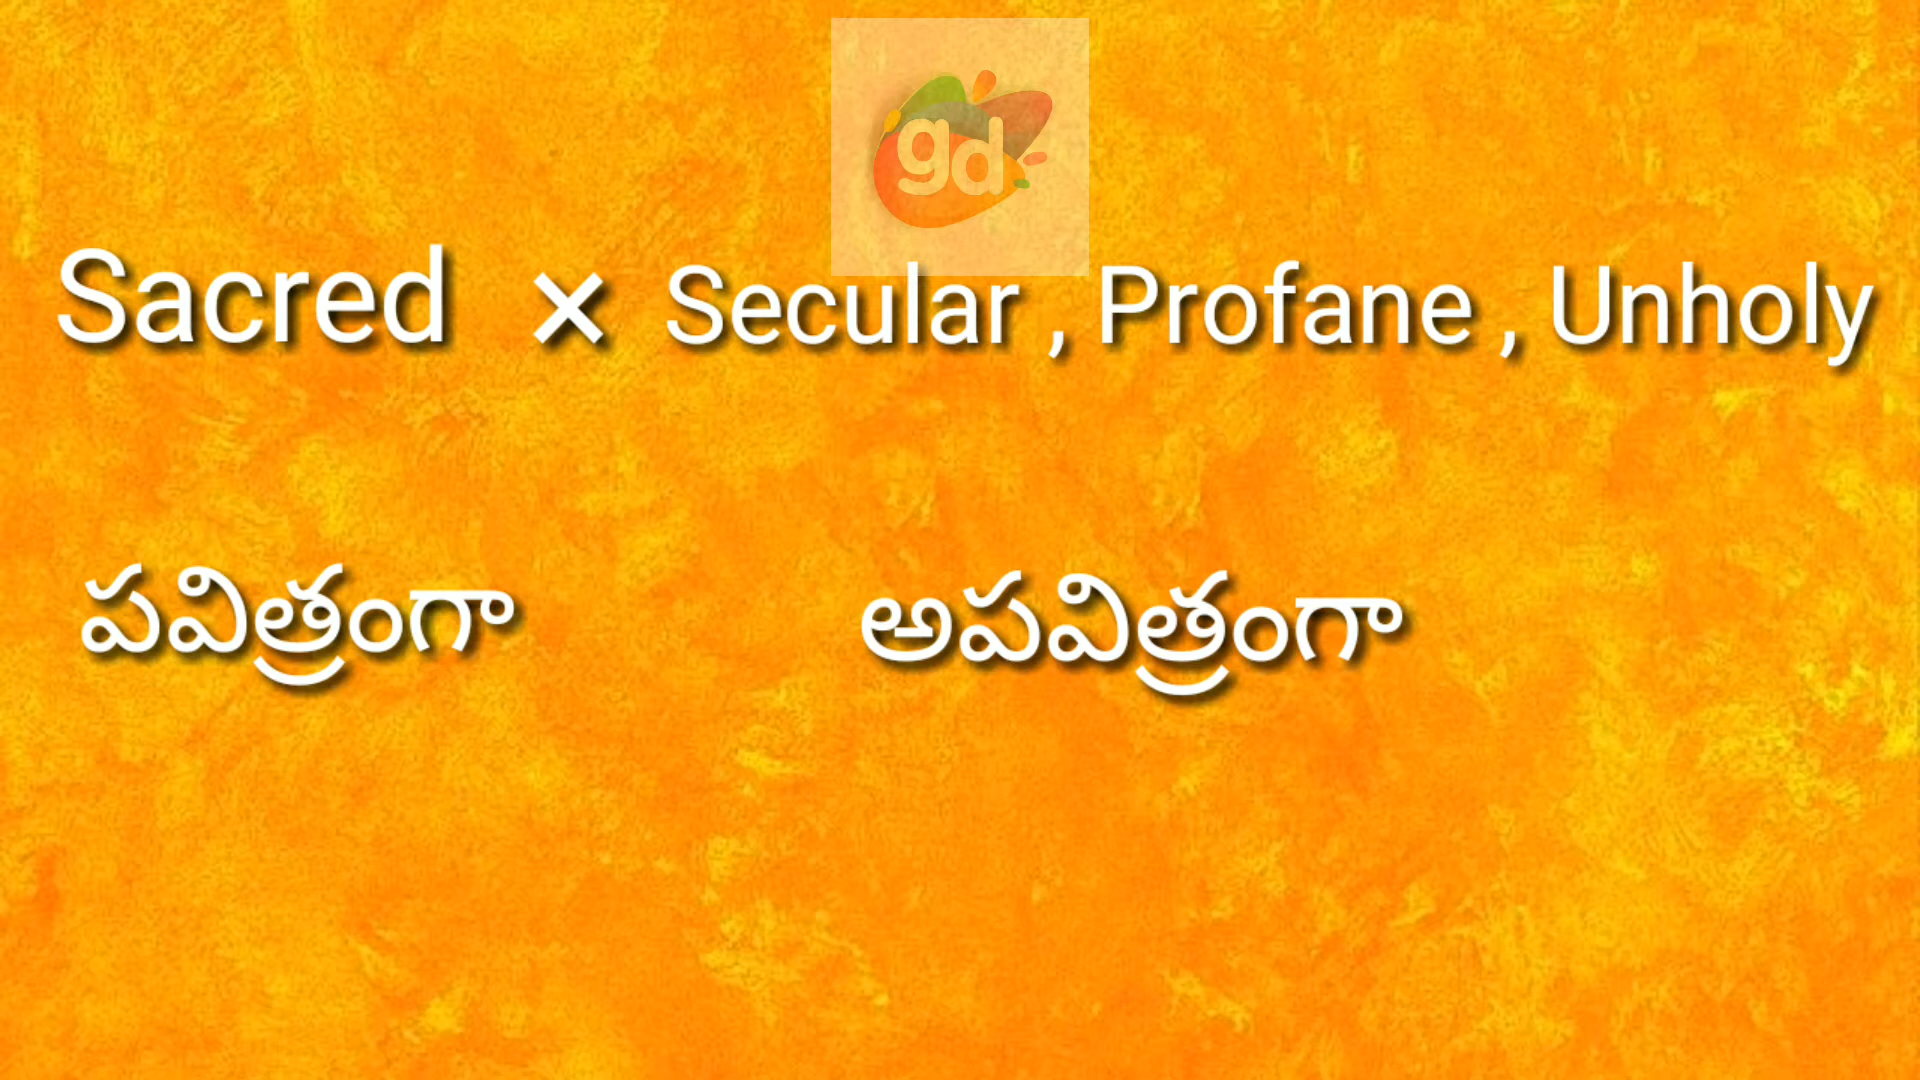 gd
Sacred × Secular , Profane , Unholy
పవిత్రంగా అపవిత్రంగా